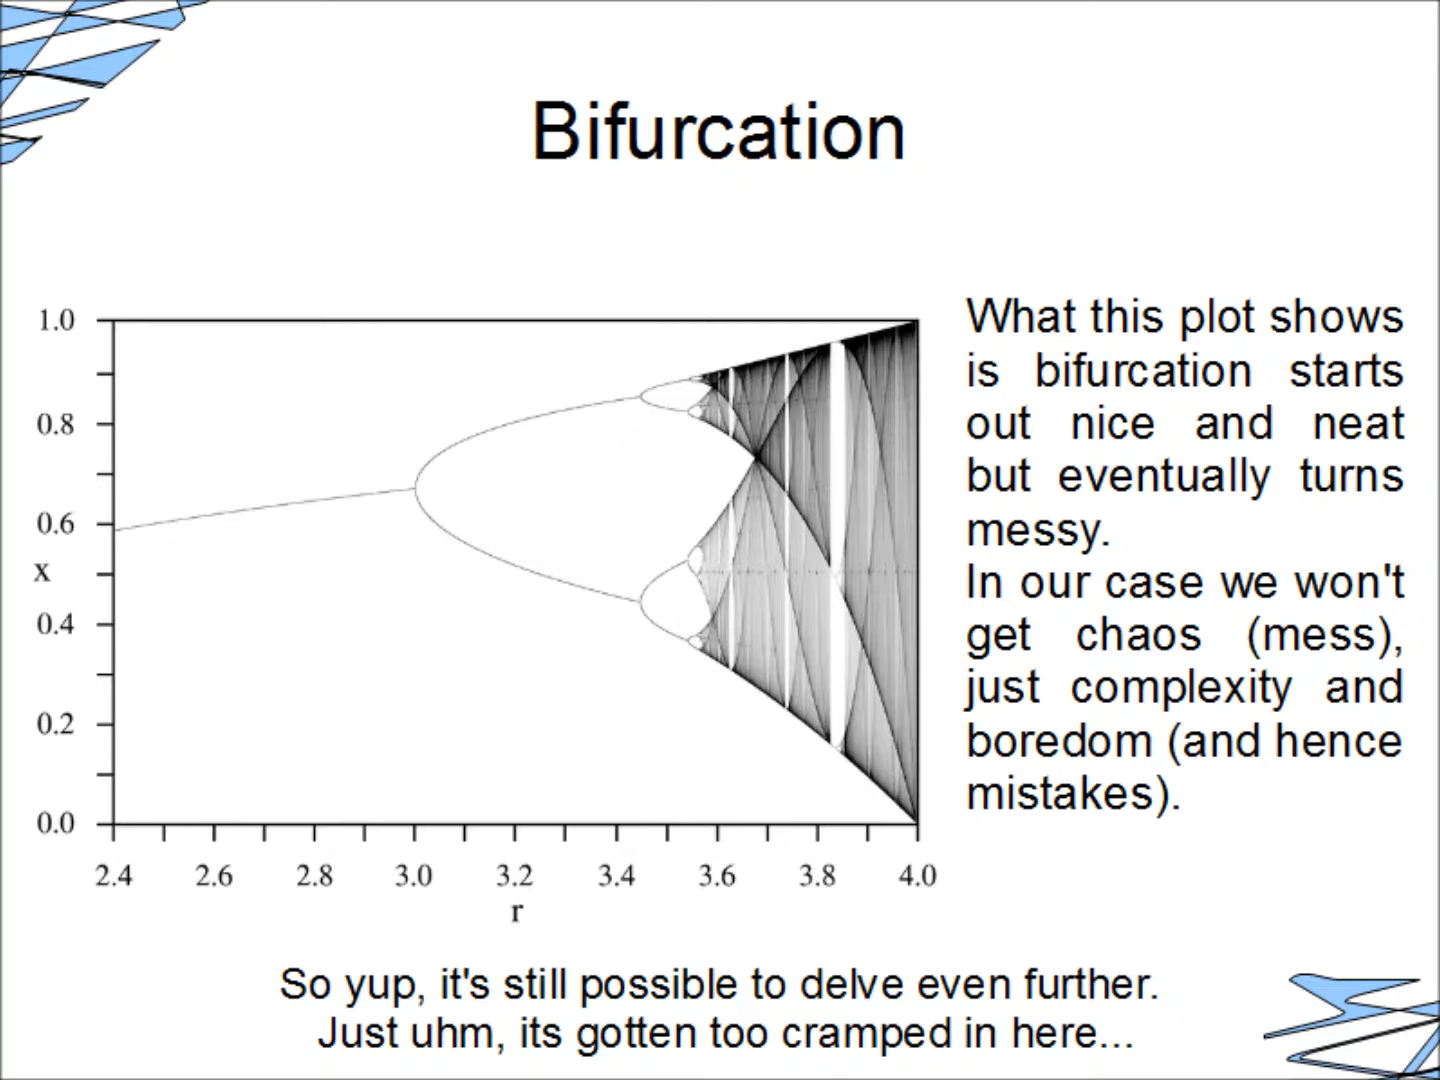 Bifurcation
1.0
0.8
0.6
x
0.4
0.2
0.0
2.4 2.6 2.8 3.0 3.2 3.4 3.6 3.8 4.0
r
What this plot shows
is bifurcation starts
out nice and neat
but eventually turns
messy.
In our case we won't
get chaos (mess),
just complexity and
boredom (and hence
mistakes).
So yup, it's still possible to delve even further.
Just uhm, its gotten too cramped in here...